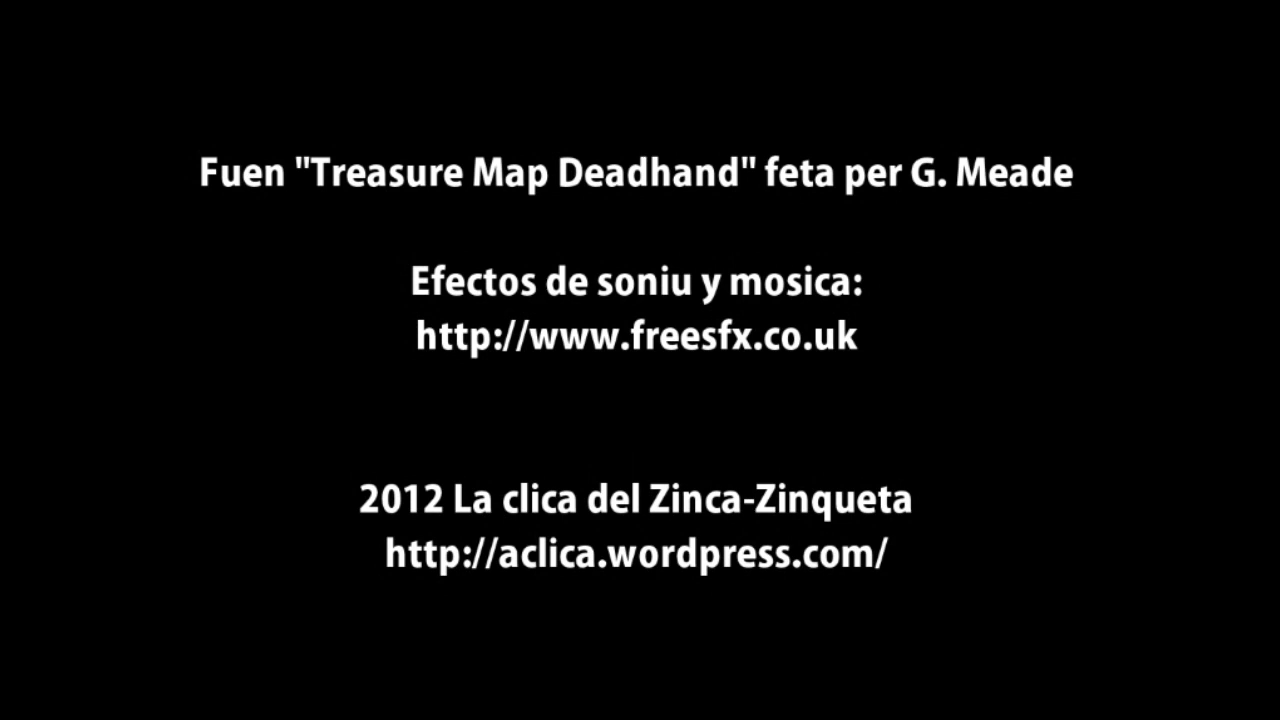 Fuen "Treasure Map Deadhand" feta per G. Meade
Efectos de soniu y mosica:
http://www.freesfx.co.uk
2012 La clica del Zinca-Zinqueta
http://aclica.wordpress.com/